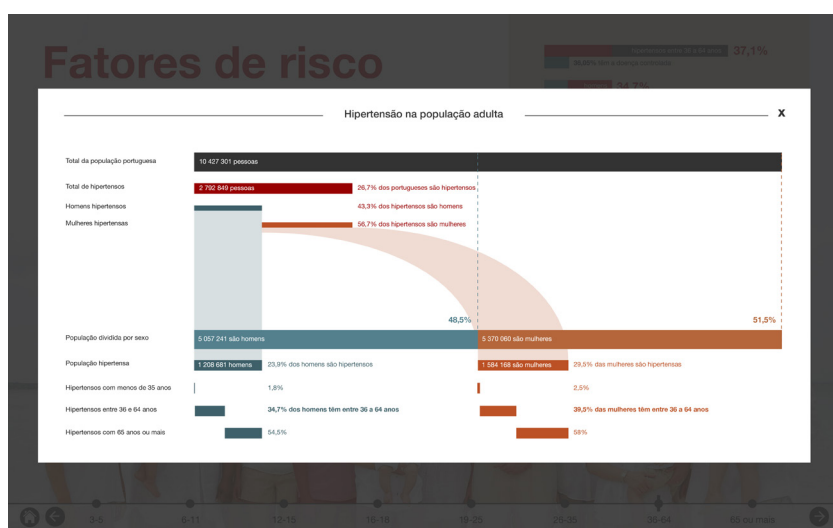 Fatores de risco
hipertensos entre 36 e 64 anos 37,1%
34,7%
Hipertensão na população adulta
X
Total da população portuguesa 10 427 301 pessoas
Total de hipertensos 2 792 849 pessoas 26,7% dos portugueses são hipertensos
Homens hipertensos 43,3% dos hipertensos são homens
Mulheres hipertensas 56,7% dos hipertensos são mulheres
48,5% 51,5%
População dividida por sexo 5 057 241 são homens 5 370 060 são mulheres
População hipertensa 1 208 681 homens 23,9% dos homens são hipertensos 1 584 168 são mulheres 29,5% das mulheres são hipertensas
Hipertensos com menos de 35 anos 1,8% 2,5%
Hipertensos entre 36 e 64 anos 34,7% dos homens têm entre 36 a 64 anos 39,5% das mulheres têm entre 36 a 64 anos
Hipertensos com 65 anos ou mais 54,5% 58%
3-5 6-11 12-15 16-18 19-25 26-35 36-64 65 ou mais